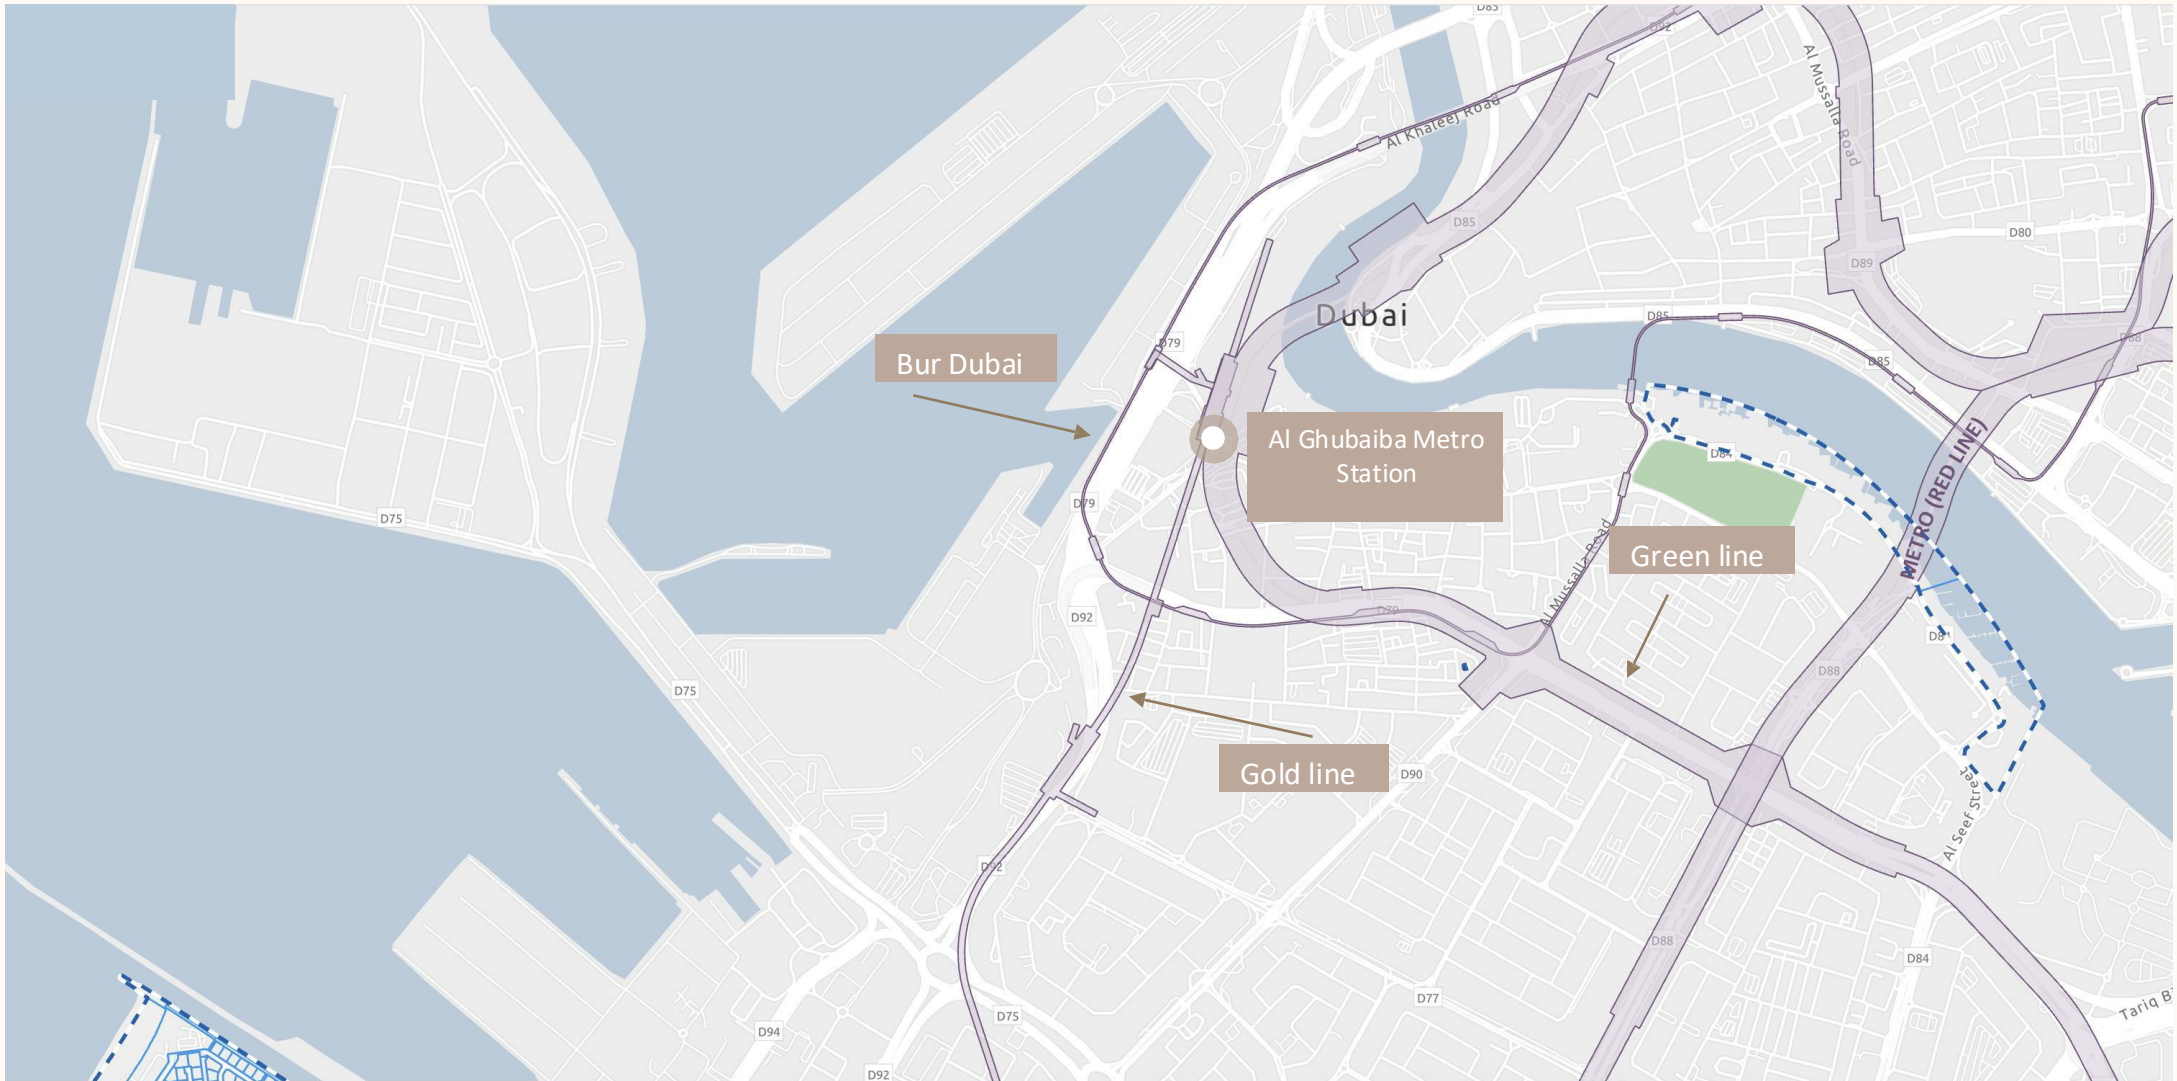 D85
D92
Al Mussalla Road
Al Khaleej Road
D85
D80
D89
Dubai
D85
D79
D88
Bur Dubai
D85
Al Ghubaiba Metro
Station
D84
METRO (RED LINE)
D79
D75
Al Mussalla Road
Green line
D92
D79
D88
D75
Gold line
D90
Al Seef Street
D92
D88
D84
D77
D75
D94
D92